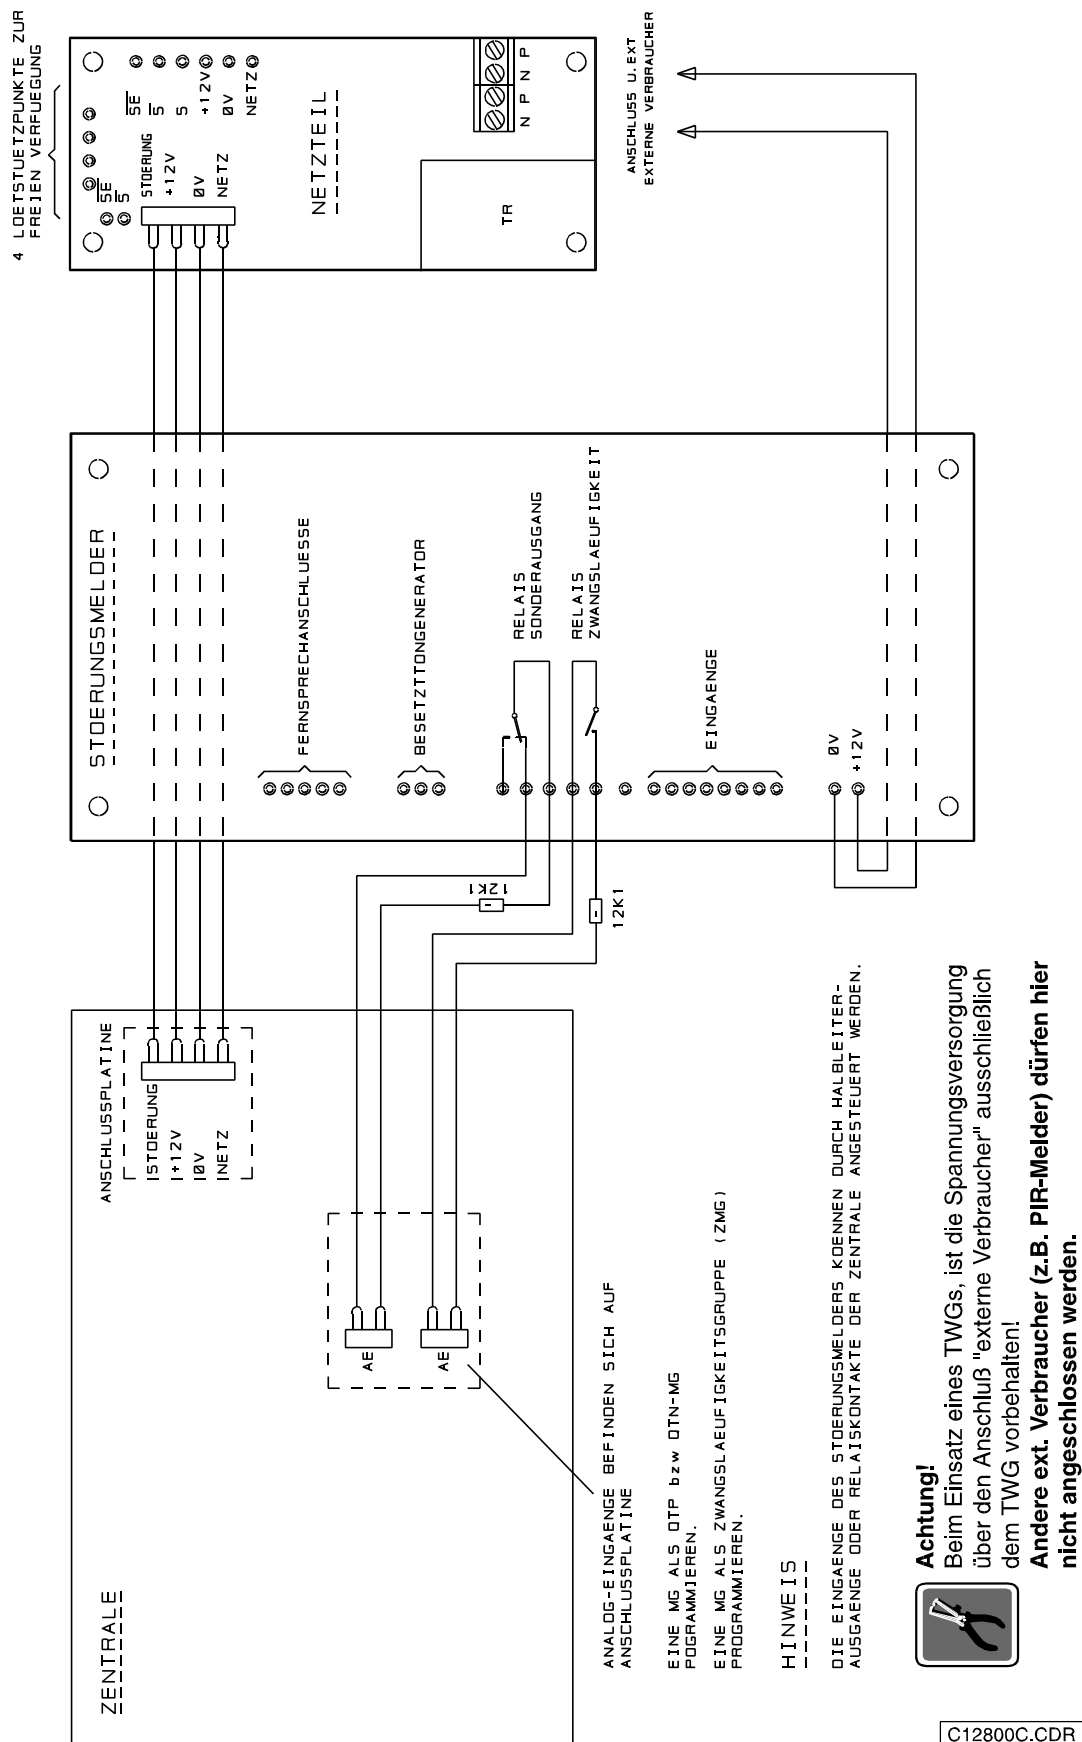 4 LOETSTUETZPUNKTE ZUR
FREIEN VERFUEGUNG
SE
S
SE
S
S
+12V
0V
NETZ
STOERUNG
+12V
0V
NETZ
NETZTEIL
N P N P
TR
ANSCHLUSS U.EXT
EXTERNE VERBRAUCHER
STOERUNGSMELDER
FERNSPRECHANSCHLUESSE
BESETZTTONGENERATOR
RELAIS
SONDERAUSGANG
RELAIS
ZWANGSLAEUFIGKEIT
EINGAENGE
0V
+12V
12K1
12K1
ZENTRALE
ANSCHLUSSPLATINE
STOERUNG
+12V
0V
NETZ
AE
AE
ANALOG-EINGAENGE BEFINDEN SICH AUF
ANSCHLUSSPLATINE
EINE MG ALS OTP bzw OTN-MG
POGRAMMIEREN.
EINE MG ALS ZWANGSLAEUFIGKEITSGRUPPE (ZMG)
PROGRAMMIEREN.
HINWEIS
DIE EINGAENGE DES STOERUNGSMELDERS KOENNEN DURCH HALBLEITER-
AUSGAENGE ODER RELAISKONTAKTE DER ZENTRALE ANGESTEUERT WERDEN.
Achtung!
Beim Einsatz eines TWGs, ist die Spannungsversorgung
über den Anschluß "externe Verbraucher" ausschließlich
dem TWG vorbehalten!
Andere ext. Verbraucher (z.B. PIR-Melder) dürfen hier
nicht angeschlossen werden.
C12800C.CDR